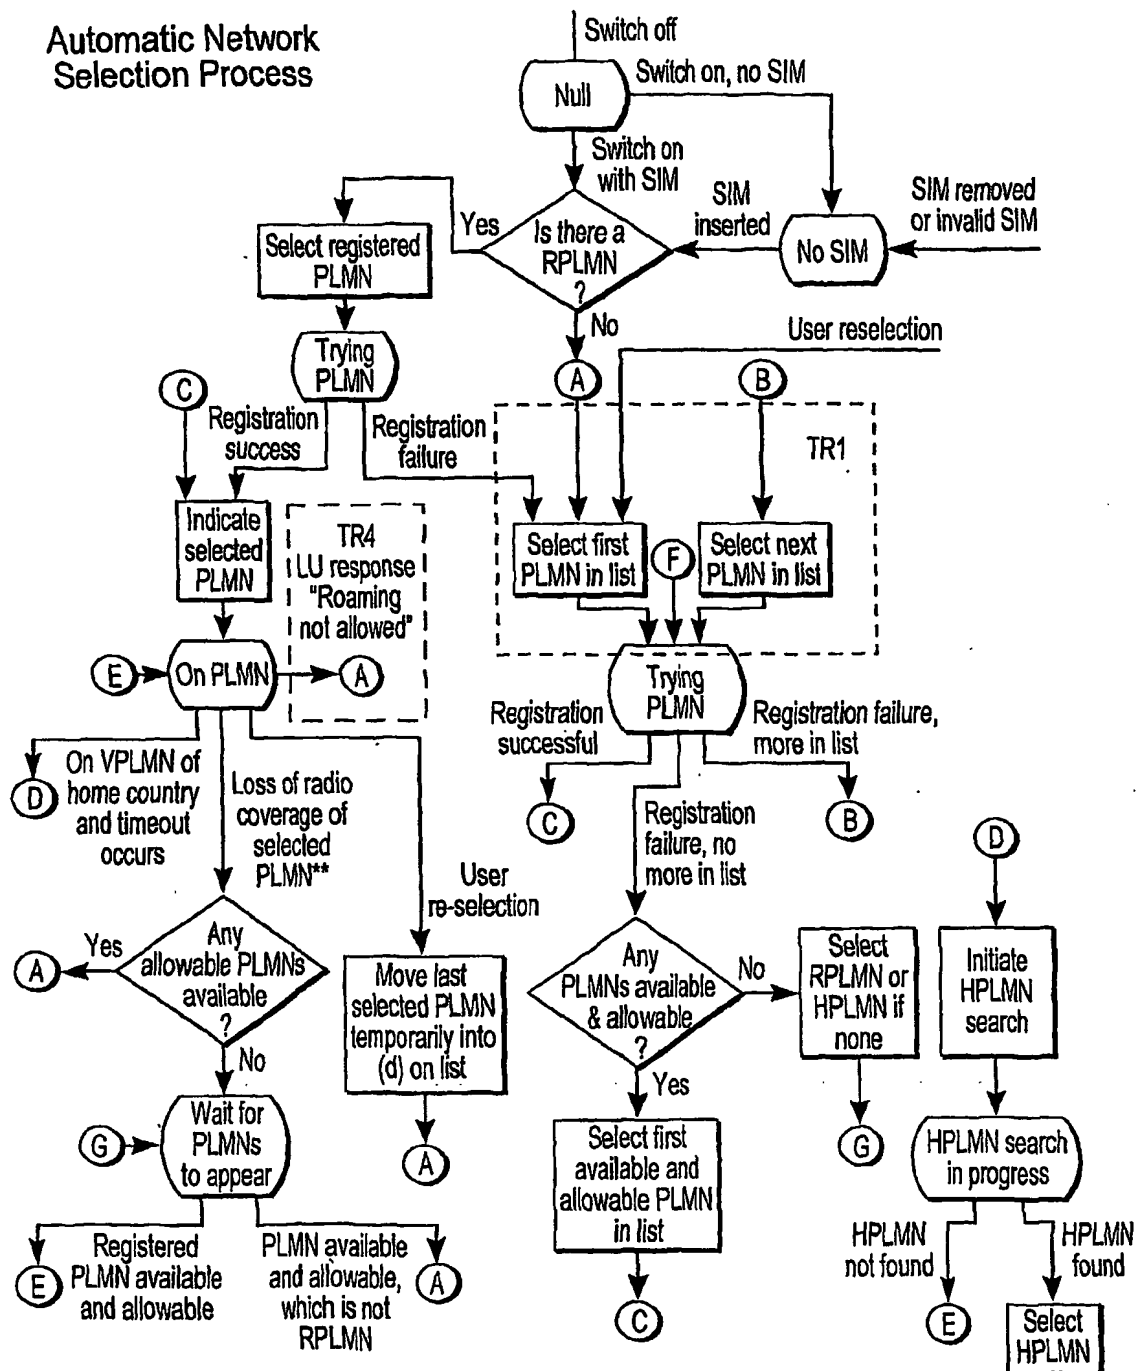 Automatic Network
Selection Process
Switch off
Null
Switch on, no SIM
Switch on
with SIM
SIM
inserted
SIM removed
or invalid SIM
No SIM
Is there a
RPLMN
?
Yes
No
Select registered
PLMN
Trying
PLMN
User reselection
A
B
C
Registration
success
Registration
failure
TR1
Indicate
selected
PLMN
TR4
LU response
"Roaming
not allowed"
Select first
PLMN in list
F
Select next
PLMN in list
E
On PLMN
A
Trying
PLMN
Registration
successful
Registration failure,
more in list
D
On VPLMN of
home country
and timeout
occurs
Loss of radio
coverage of
selected
PLMN**
User
re-selection
C
Registration
failure, no
more in list
B
D
Yes
Any
allowable PLMNs
available
?
A
No
Move last
selected PLMN
temporarily into
(d) on list
A
Any
PLMNs available
& allowable
?
No
Yes
Select
RPLMN or
HPLMN if
none
G
Initiate
HPLMN
search
G
Wait for
PLMNs
to appear
Select first
available and
allowable PLMN
in list
C
HPLMN search
in progress
E
Registered
PLMN available
and allowable
PLMN available
and allowable,
which is not
RPLMN
A
HPLMN
not found
E
HPLMN
found
Select
HPLMN